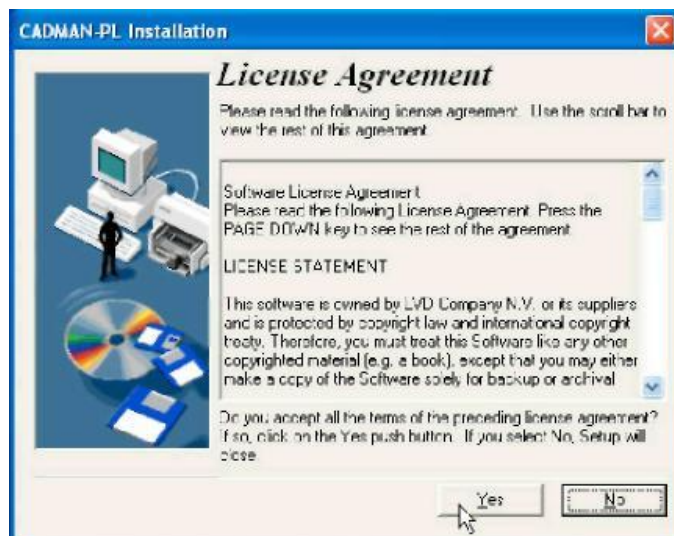 CADMAN-PL Installation
License Agreement
Please read the following license agreement. Use the scroll bar to
view the rest of this agreement.
Software License Agreement
Please read the following License Agreement. Press the
PAGE DOWN key to see the rest of the agreement.
LICENSE STATEMENT
This software is owned by LVD Company N.V. or its suppliers
and is protected by copyright law and international copyright
treaty. Therefore, you must treat this Software like any other
copyrighted material (e.g. a book), except that you may either
make a copy of the Software solely for backup or archival
Do you accept all the terms of the preceding license agreement?
If so, click on the Yes push button. If you select No, Setup will
close.
Yes
No